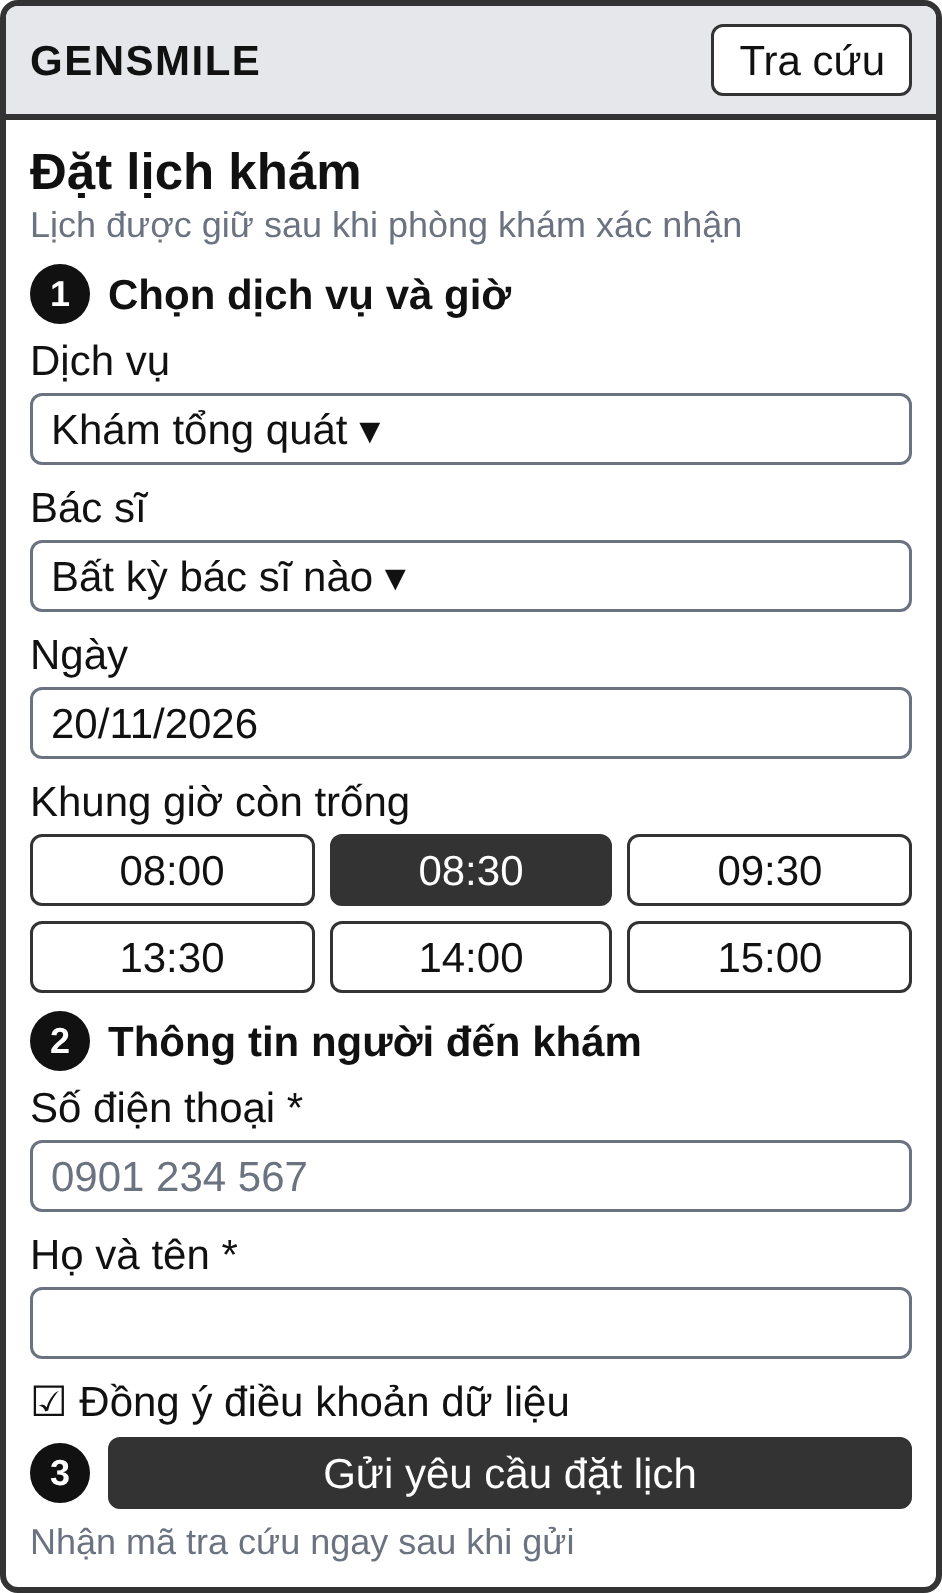 GENSMILE
Tra cứu
Đặt lịch khám
Lịch được giữ sau khi phòng khám xác nhận
1 Chọn dịch vụ và giờ
Dịch vụ
Khám tổng quát ▾
Bác sĩ
Bất kỳ bác sĩ nào ▾
Ngày
20/11/2026
Khung giờ còn trống
08:00 08:30 09:30
13:30 14:00 15:00
2 Thông tin người đến khám
Số điện thoại *
0901 234 567
Họ và tên *
☑ Đồng ý điều khoản dữ liệu
3 Gửi yêu cầu đặt lịch
Nhận mã tra cứu ngay sau khi gửi